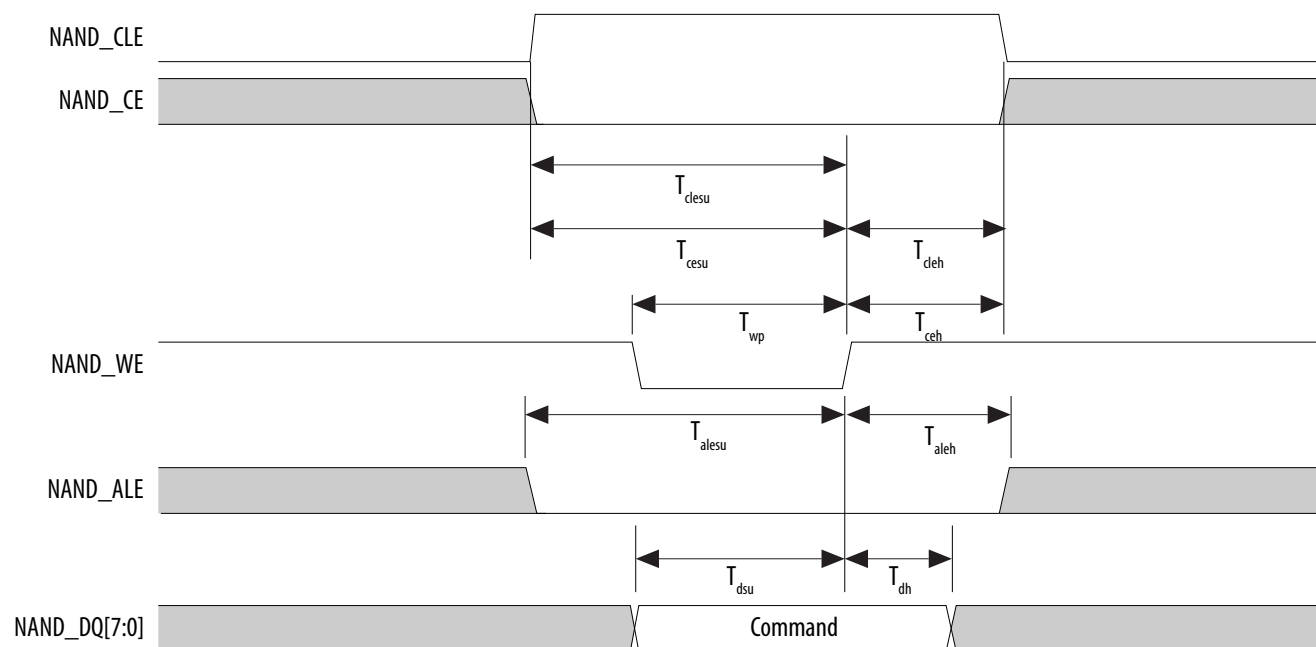 NAND_CLE
NAND_CE
T_clesu
T_cesu T_cleh
T_wp T_ceh
NAND_WE
T_alesu T_aleh
NAND_ALE
T_dsu T_dh
NAND_DQ[7:0] Command